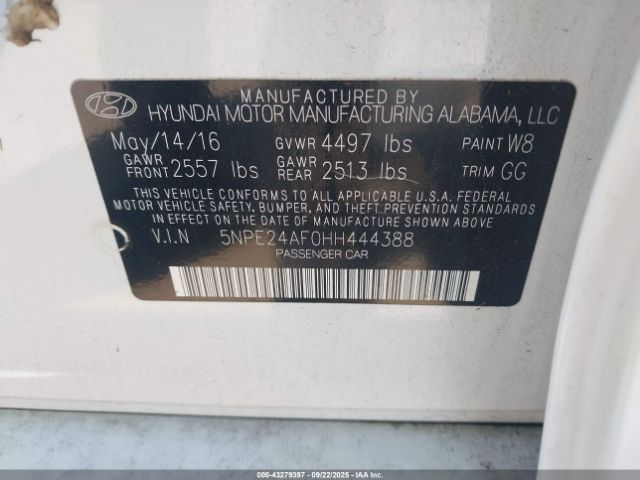 MANUFACTURED BY
HYUNDAI MOTOR MANUFACTURING ALABAMA, LLC
May/14/16 GVWR 4497 lbs PAINT W8
GAWR FRONT 2557 lbs GAWR REAR 2513 lbs TRIM GG
THIS VEHICLE CONFORMS TO ALL APPLICABLE U.S.A. FEDERAL
MOTOR VEHICLE SAFETY, BUMPER, AND THEFT PREVENTION STANDARDS
IN EFFECT ON THE DATE OF MANUFACTURE SHOWN ABOVE.
V.I.N 5NPE24AF0HH444388
PASSENGER CAR
000-43279397 09/22/2025 IAA Holdings, LLC.